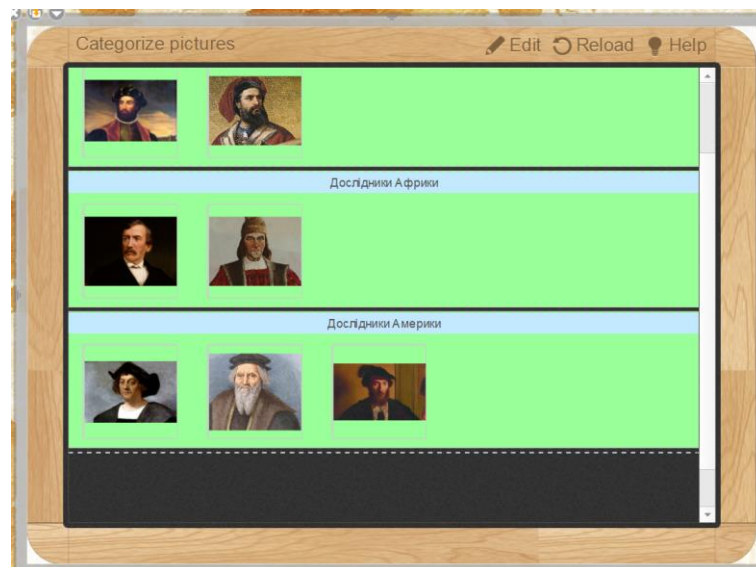 Categorize pictures
Edit Reload Help
Дослідники Африки
Дослідники Америки